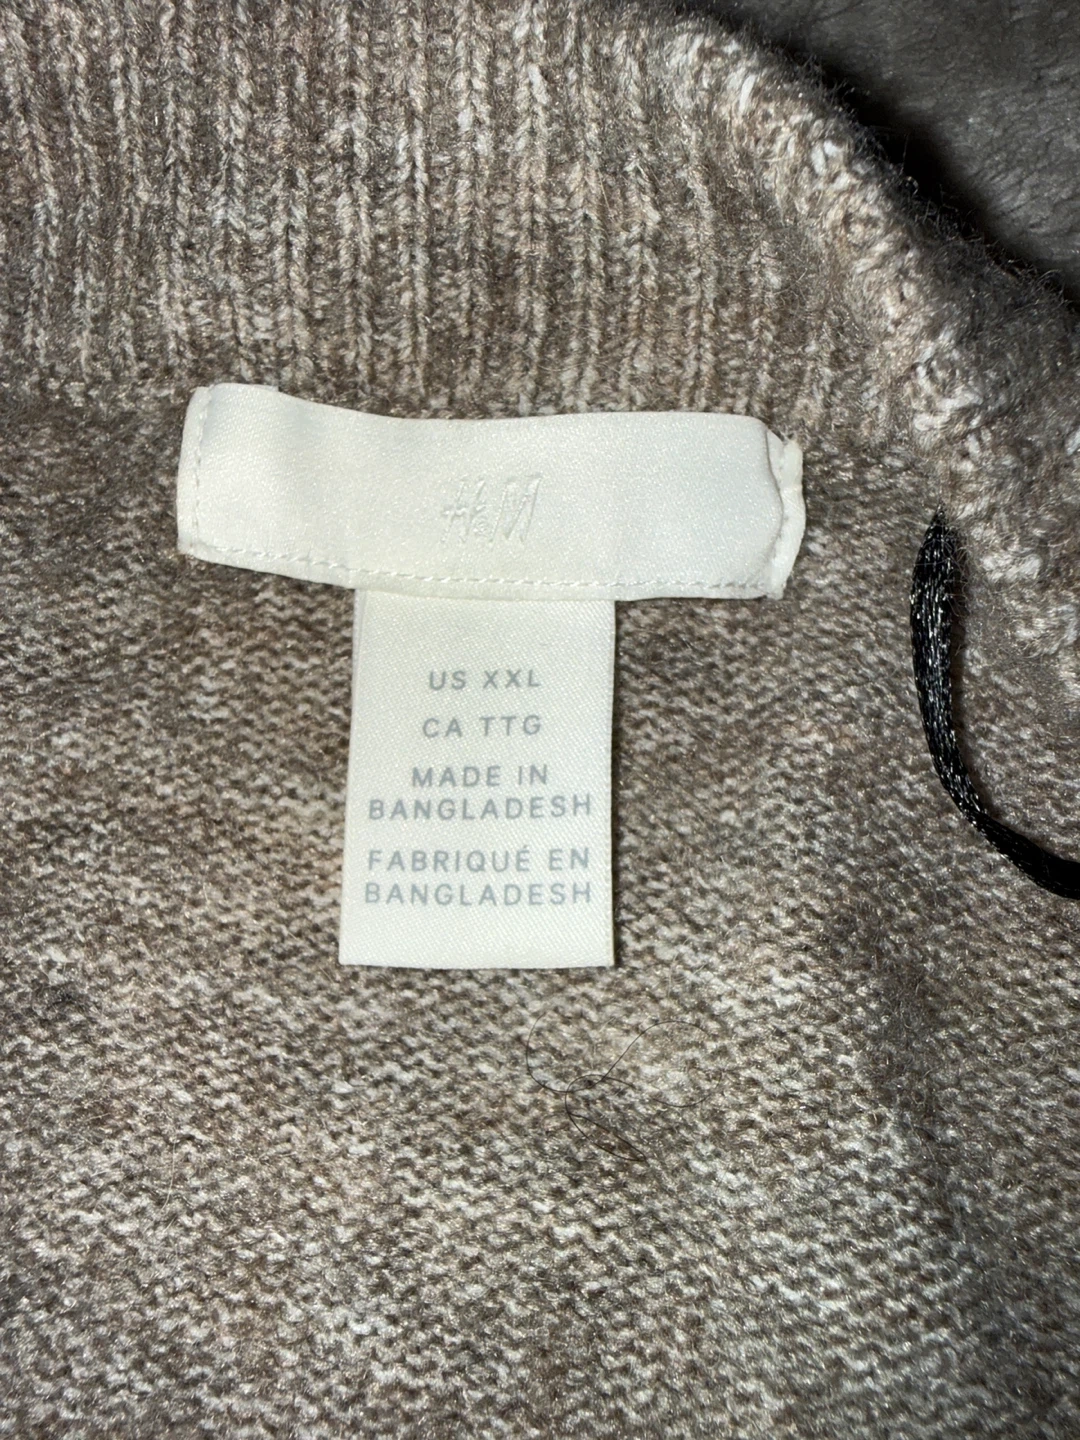 H&M
US XXL
CA TTG
MADE IN
BANGLADESH
FABRIQUÉ EN
BANGLADESH